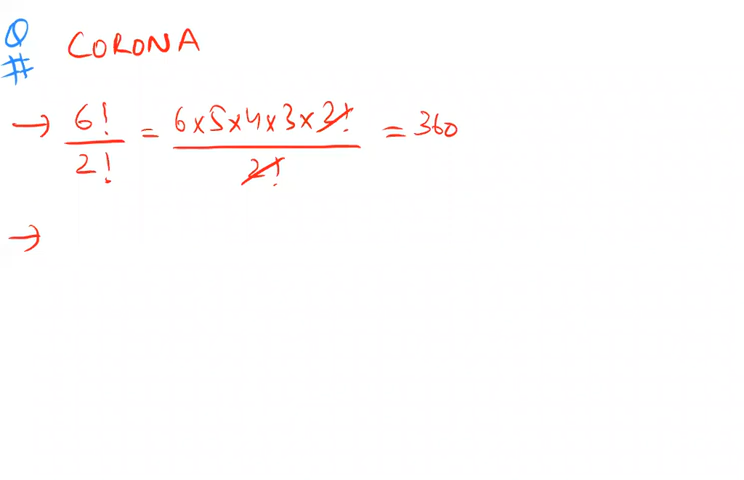 Q
# CORONA
→ 6!/2! = 6×5×4×3×2!/2! = 360
→